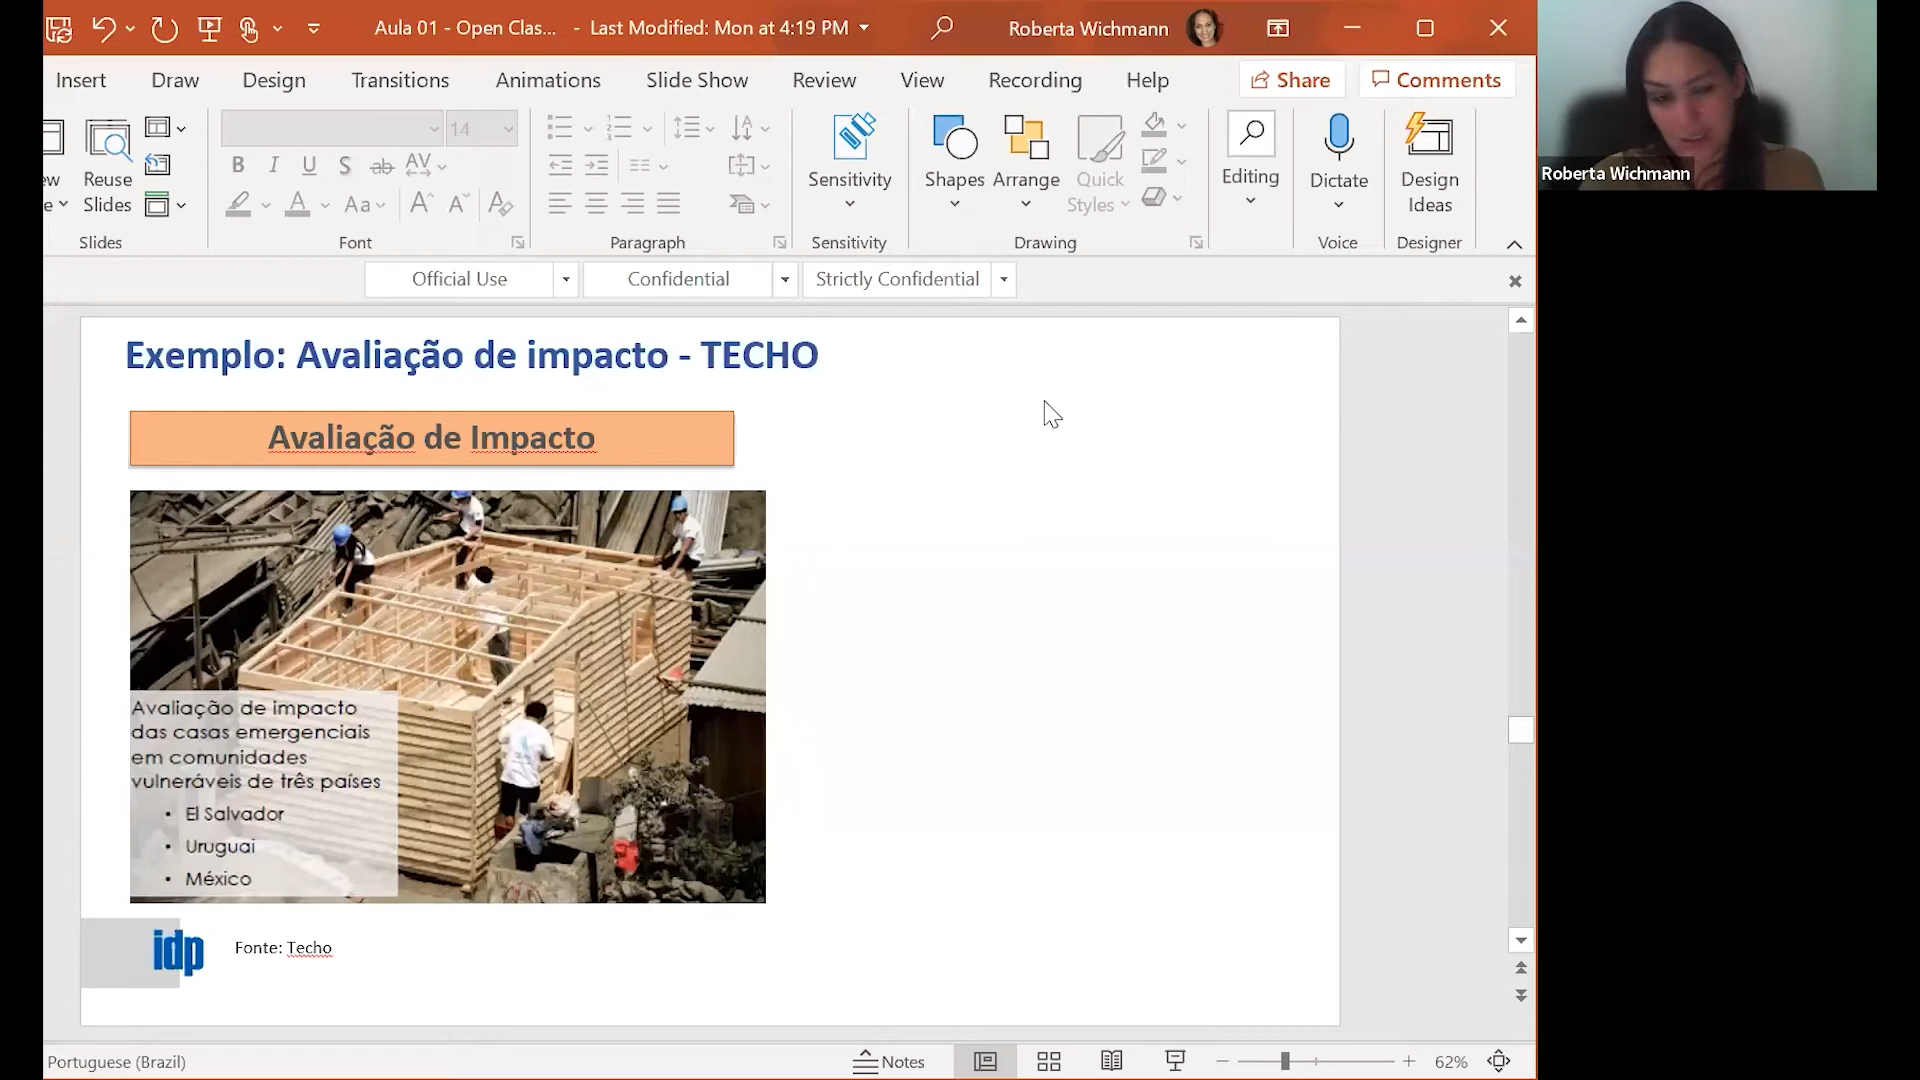 Aula 01 - Open Clas... - Last Modified: Mon at 4:19 PM
Roberta Wichmann
Insert Draw Design Transitions Animations Slide Show Review View Recording Help Share Comments
14
Reuse
Slides
B I U S ab AV
Aa A A
Sensitivity
Shapes
Arrange
Quick
Styles
Editing
Dictate
Design
Ideas
Slides Font Paragraph Sensitivity Drawing Voice Designer
Official Use Confidential Strictly Confidential
Roberta Wichmann
Exemplo: Avaliação de impacto - TECHO
Avaliação de Impacto
Avaliação de impacto
das casas emergenciais
em comunidades
vulneráveis de três países
• El Salvador
• Uruguai
• México
idp
Fonte: Techo
Portuguese (Brazil)
Notes
62%